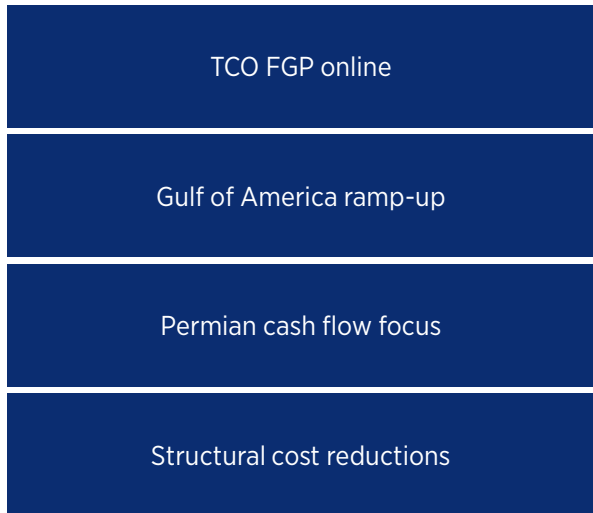 TCO FGP online
Gulf of America ramp-up
Permian cash flow focus
Structural cost reductions